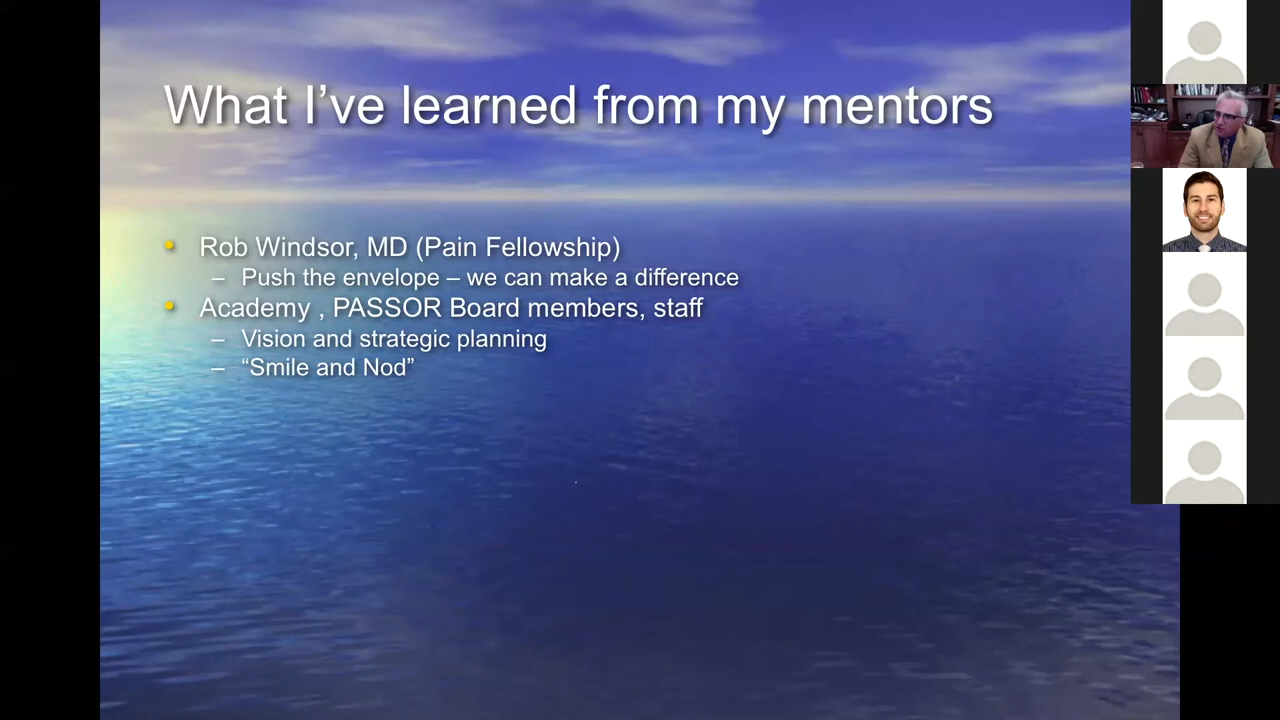 What I’ve learned from my mentors
• Rob Windsor, MD (Pain Fellowship)
– Push the envelope – we can make a difference
• Academy , PASSOR Board members, staff
– Vision and strategic planning
– “Smile and Nod”